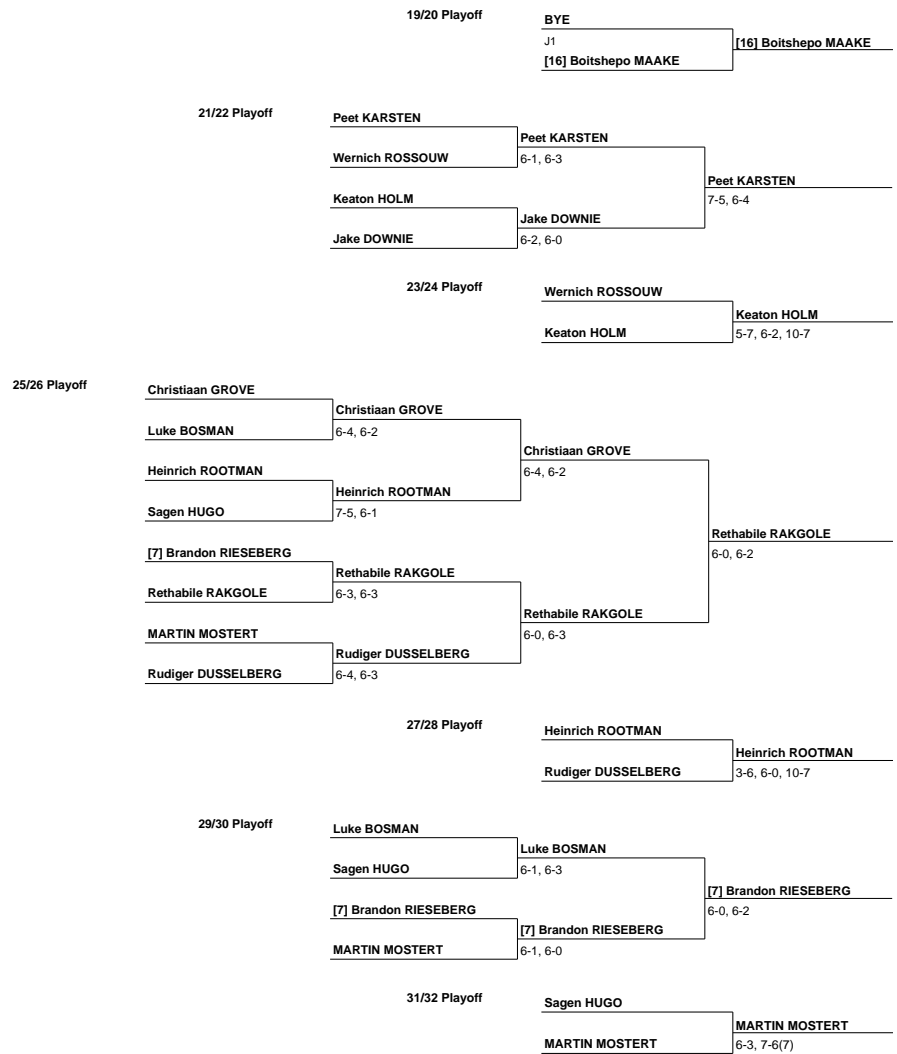 19/20 Playoff
BYE
J1
[16] Boitshepo MAAKE
[16] Boitshepo MAAKE
21/22 Playoff
Peet KARSTEN
Peet KARSTEN
Wernich ROSSOUW
6-1, 6-3
Peet KARSTEN
Keaton HOLM
7-5, 6-4
Jake DOWNIE
Jake DOWNIE
6-2, 6-0
23/24 Playoff
Wernich ROSSOUW
Keaton HOLM
Keaton HOLM
5-7, 6-2, 10-7
25/26 Playoff
Christiaan GROVE
Christiaan GROVE
Luke BOSMAN
6-4, 6-2
Christiaan GROVE
Heinrich ROOTMAN
6-4, 6-2
Heinrich ROOTMAN
Sagen HUGO
7-5, 6-1
Rethabile RAKGOLE
[7] Brandon RIESEBERG
6-0, 6-2
Rethabile RAKGOLE
Rethabile RAKGOLE
6-3, 6-3
Rethabile RAKGOLE
MARTIN MOSTERT
6-0, 6-3
Rudiger DUSSELBERG
Rudiger DUSSELBERG
6-4, 6-3
27/28 Playoff
Heinrich ROOTMAN
Heinrich ROOTMAN
Rudiger DUSSELBERG
3-6, 6-0, 10-7
29/30 Playoff
Luke BOSMAN
Luke BOSMAN
Sagen HUGO
6-1, 6-3
[7] Brandon RIESEBERG
[7] Brandon RIESEBERG
6-0, 6-2
[7] Brandon RIESEBERG
MARTIN MOSTERT
6-1, 6-0
31/32 Playoff
Sagen HUGO
MARTIN MOSTERT
MARTIN MOSTERT
6-3, 7-6(7)